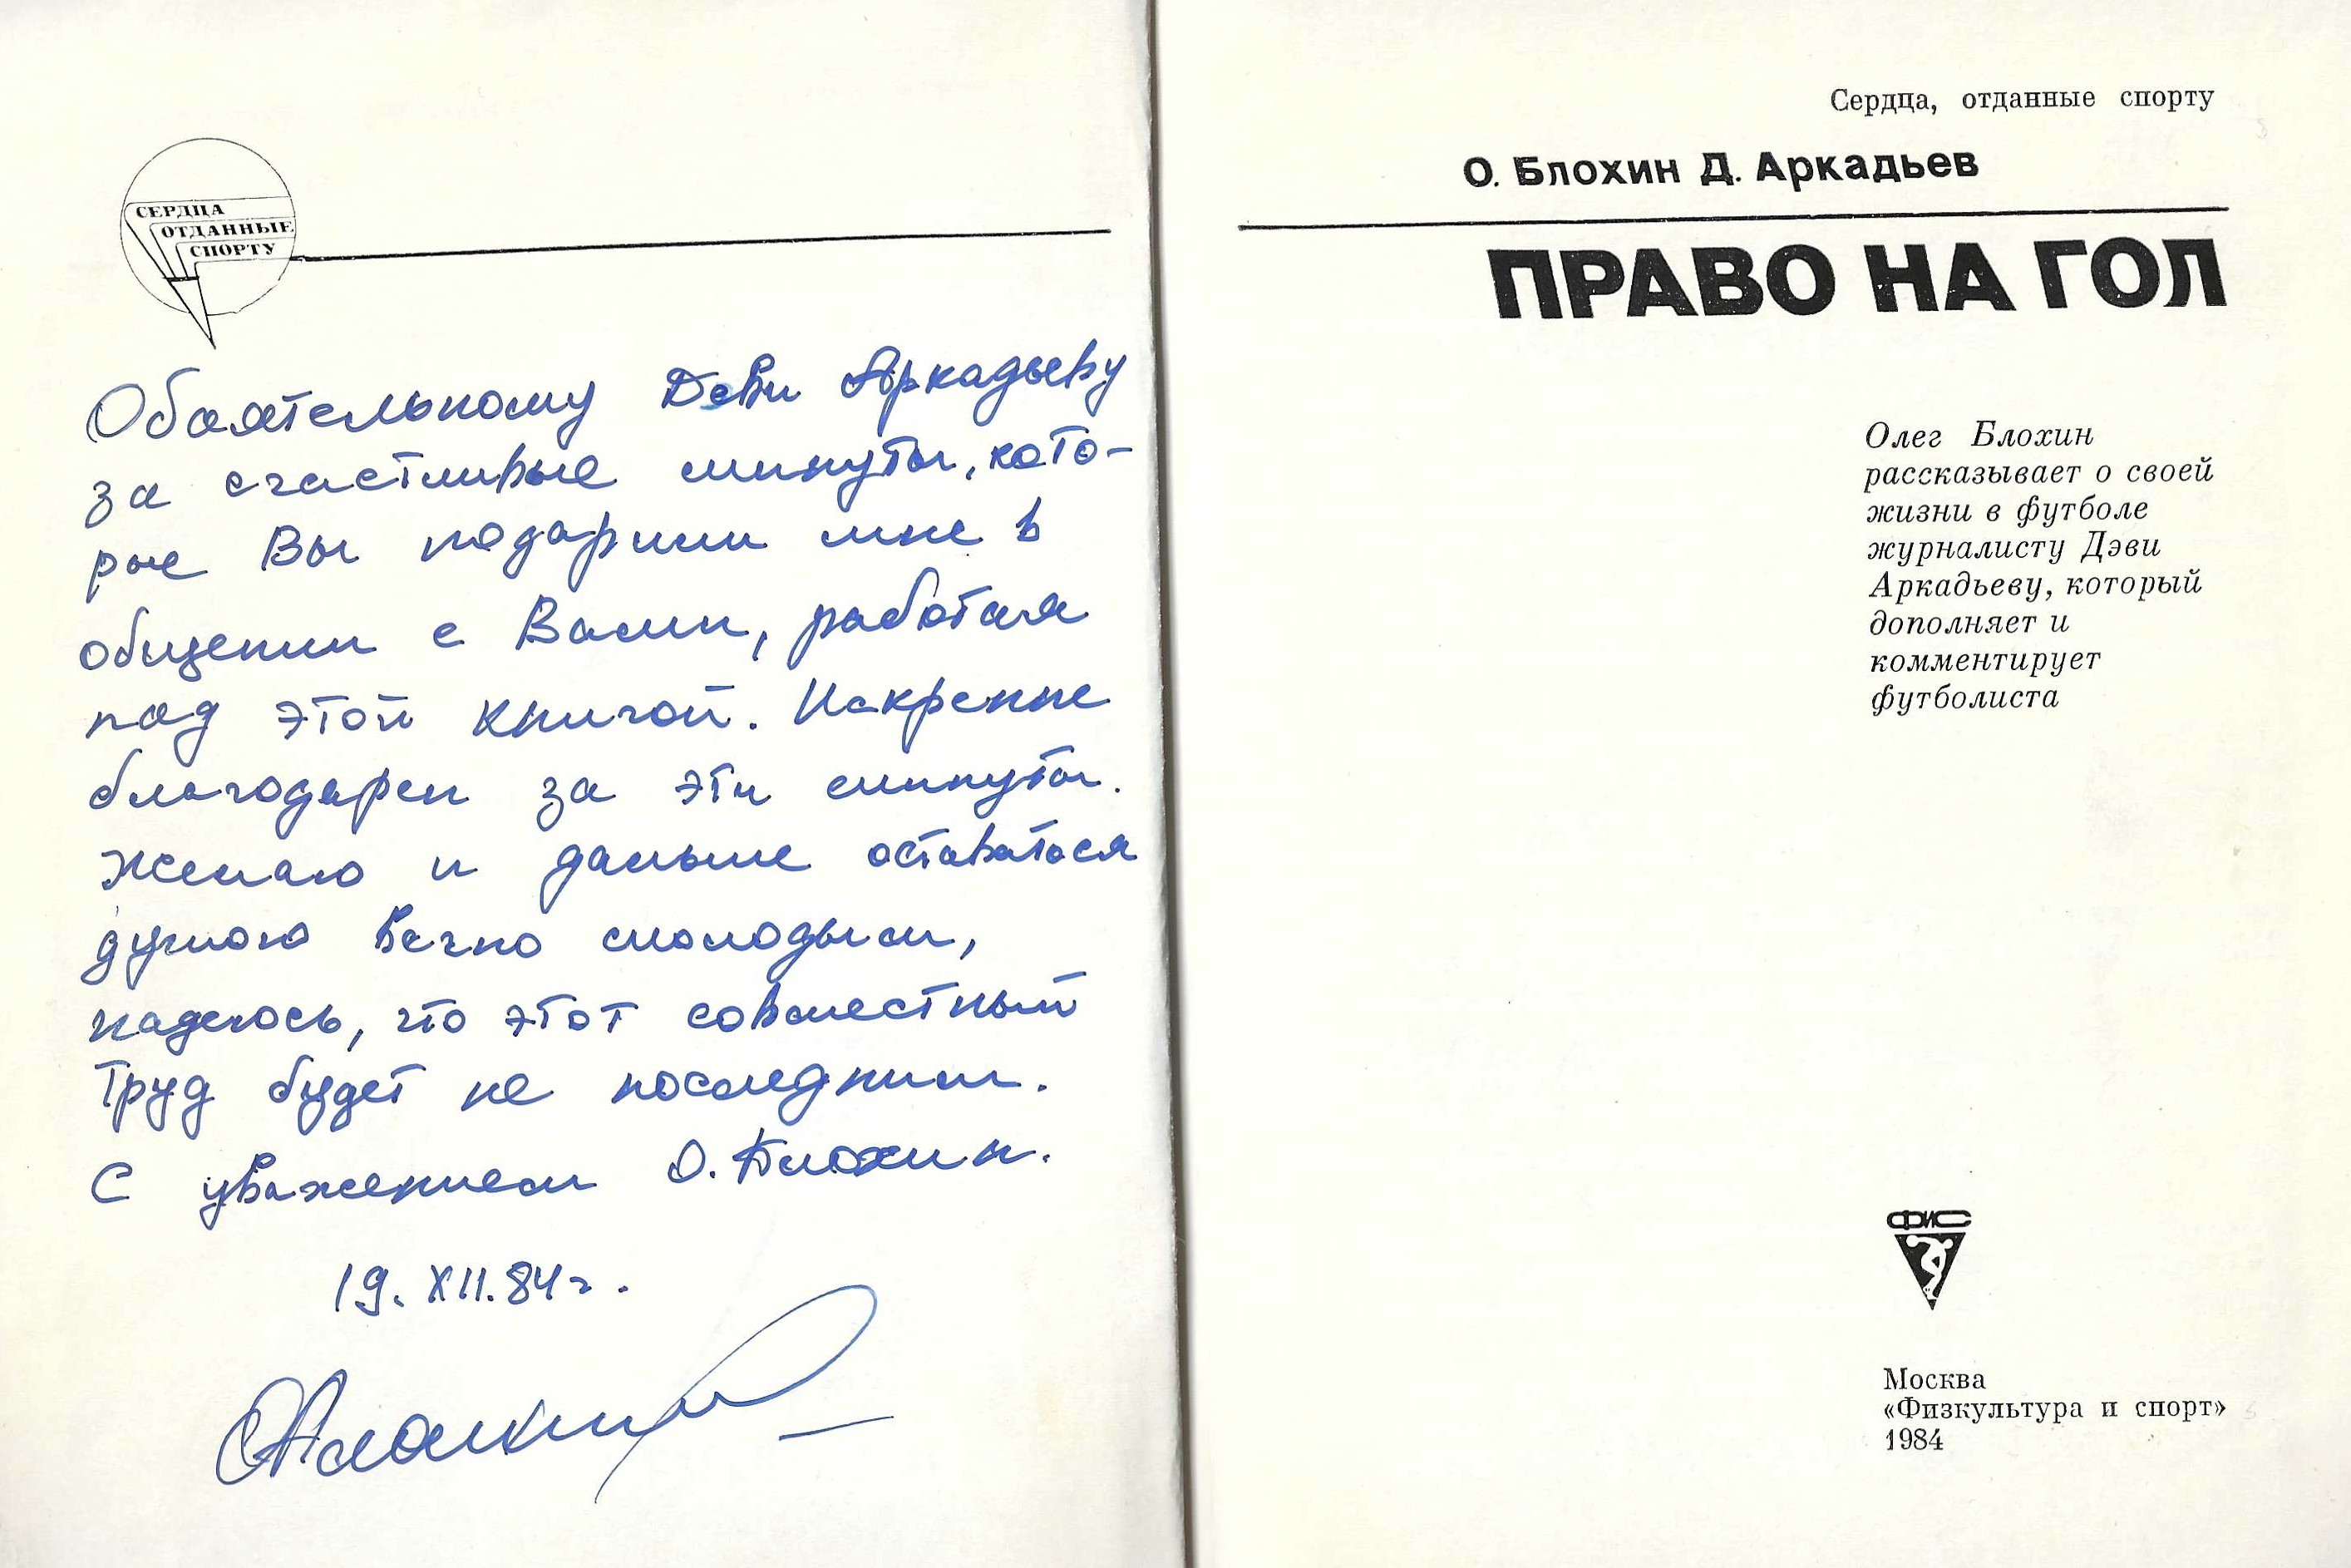 СЕРДЦА
ОТДАННЫЕ
СПОРТУ
Обаятельному Деви Аркадьеву
за счастливые минуты, кото-
рые Вы подарили мне в
общении с Вами, работая
над этой книгой. Искренне
благодарен за эти минуты.
Желаю и дальше оставаться
душою вечно молодым,
надеюсь, что этот совместный
труд будет не последним.
С уважением О. Блохин.
19. XII. 84 г.
Сердца, отданные спорту
О. Блохин Д. Аркадьев
ПРАВО НА ГОЛ
Олег Блохин
рассказывает о своей
жизни в футболе
журналисту Дэви
Аркадьеву, который
дополняет и
комментирует
футболиста
ФИС
Москва
«Физкультура и спорт»
1984